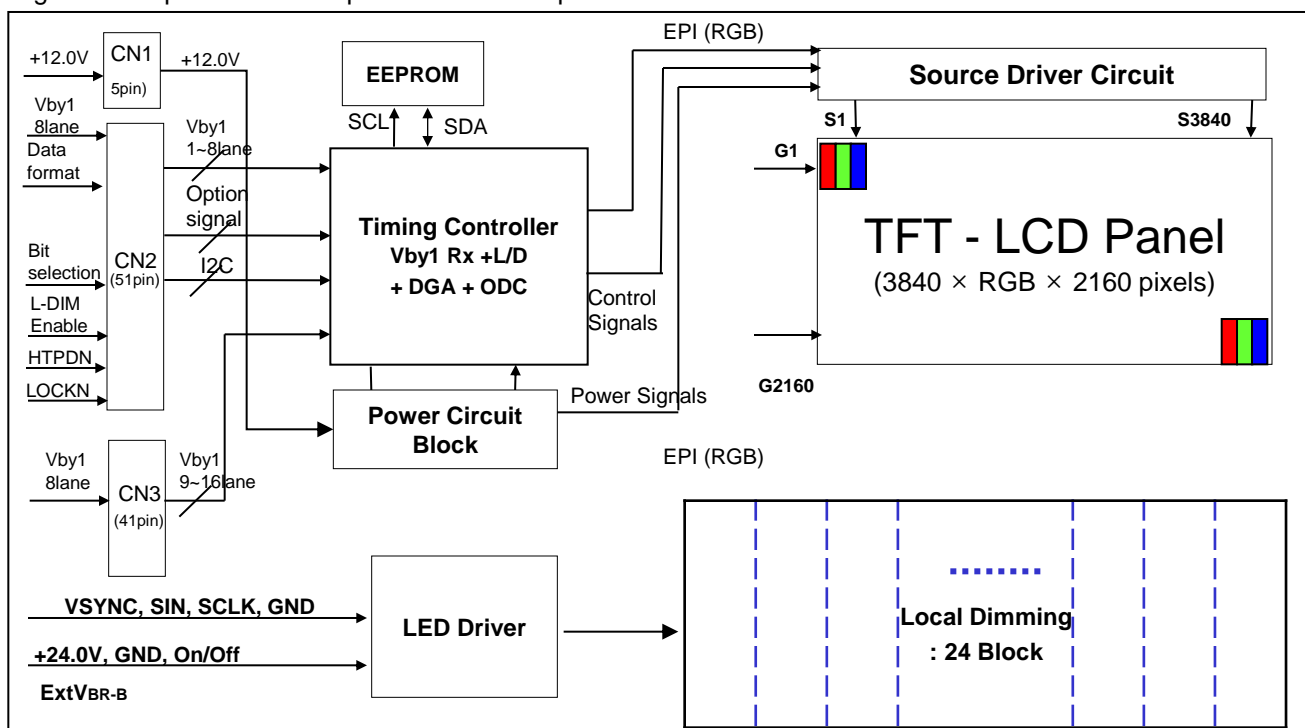 +12.0V
CN1
5pin)
+12.0V
Vby1
8lane
Data
format
Vby1
1~8lane
Option
signal
I2C
Bit
selection
CN2
(51pin)
L-DIM
Enable
HTPDN
LOCKN
Vby1
8lane
CN3
(41pin)
Vby1
9~16lane
EEPROM
SCL
SDA
Timing Controller
Vby1 Rx +L/D
+ DGA + ODC
Power Circuit
Block
EPI (RGB)
Control
Signals
Power Signals
EPI (RGB)
Source Driver Circuit
S1
S3840
G1
TFT - LCD Panel
(3840 × RGB × 2160 pixels)
G2160
VSYNC, SIN, SCLK, GND
+24.0V, GND, On/Off
ExtVBR-B
LED Driver
Local Dimming
: 24 Block